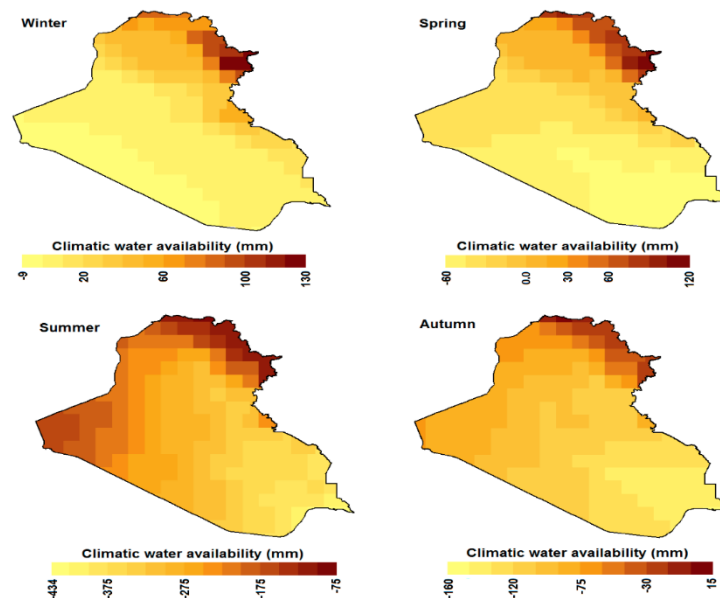 Winter
Climatic water availability (mm)
-9 20 60 100 130
Spring
Climatic water availability (mm)
-60 0.0 30 60 120
Summer
Climatic water availability (mm)
-434 -375 -275 -175 -75
Autumn
Climatic water availability (mm)
-160 -120 -75 -30 15